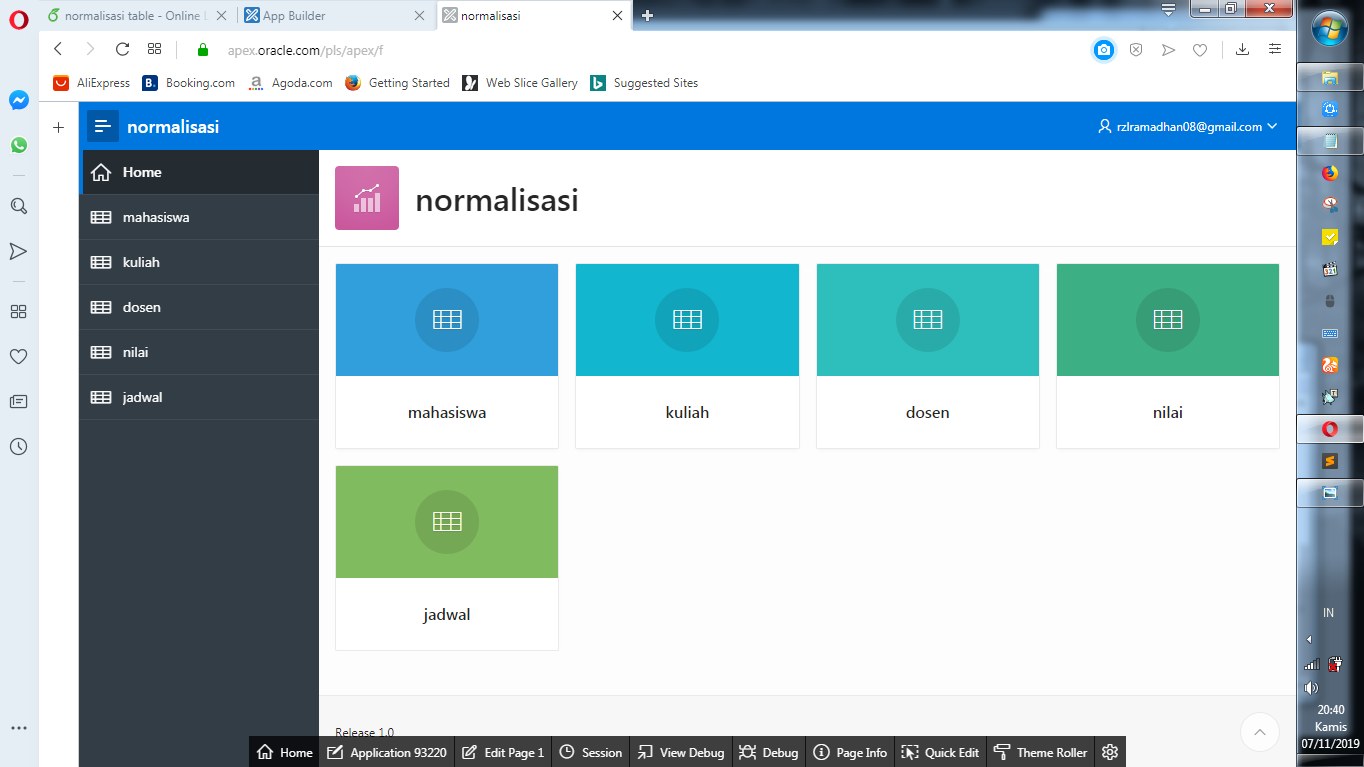 normalisasi table - Online L
App Builder
normalisasi
apex.oracle.com/pls/apex/f
AliExpress
Booking.com
Agoda.com
Getting Started
Web Slice Gallery
Suggested Sites
normalisasi
rzlramadhan08@gmail.com
Home
mahasiswa
kuliah
dosen
nilai
jadwal
normalisasi
mahasiswa
kuliah
dosen
nilai
jadwal
Release 1.0
Home
Application 93220
Edit Page 1
Session
View Debug
Debug
Page Info
Quick Edit
Theme Roller
IN
20:40
Kamis
07/11/2019